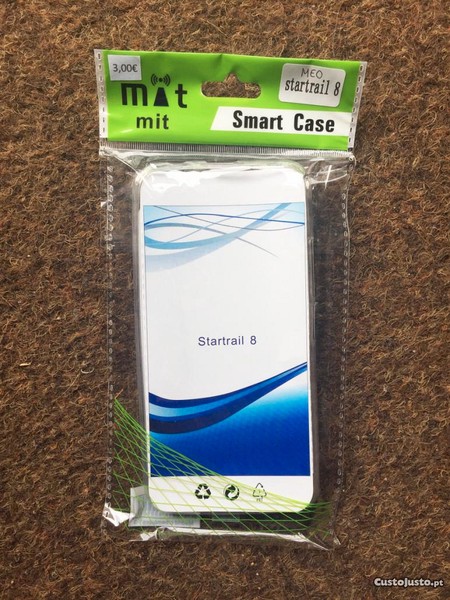 3,00€
MEO
startrail 8
mit
mit
Smart Case
Startrail 8
CustoJusto.pt